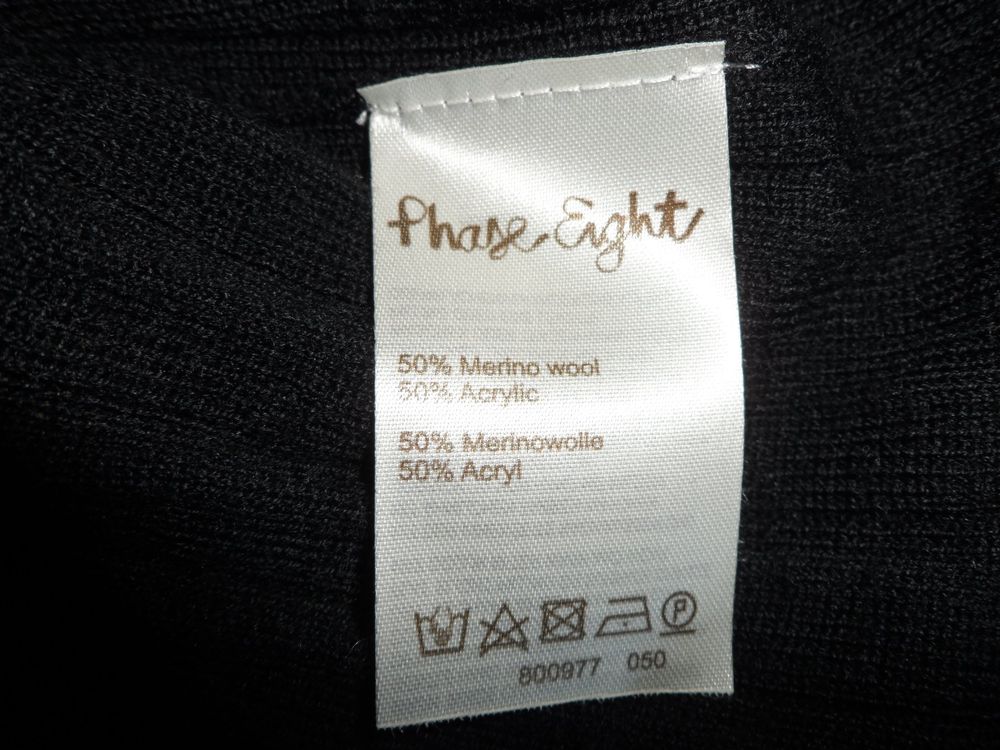 Phase Eight
50% Merino wool
50% Acrylic
50% Merinowolle
50% Acryl
P
800977 050